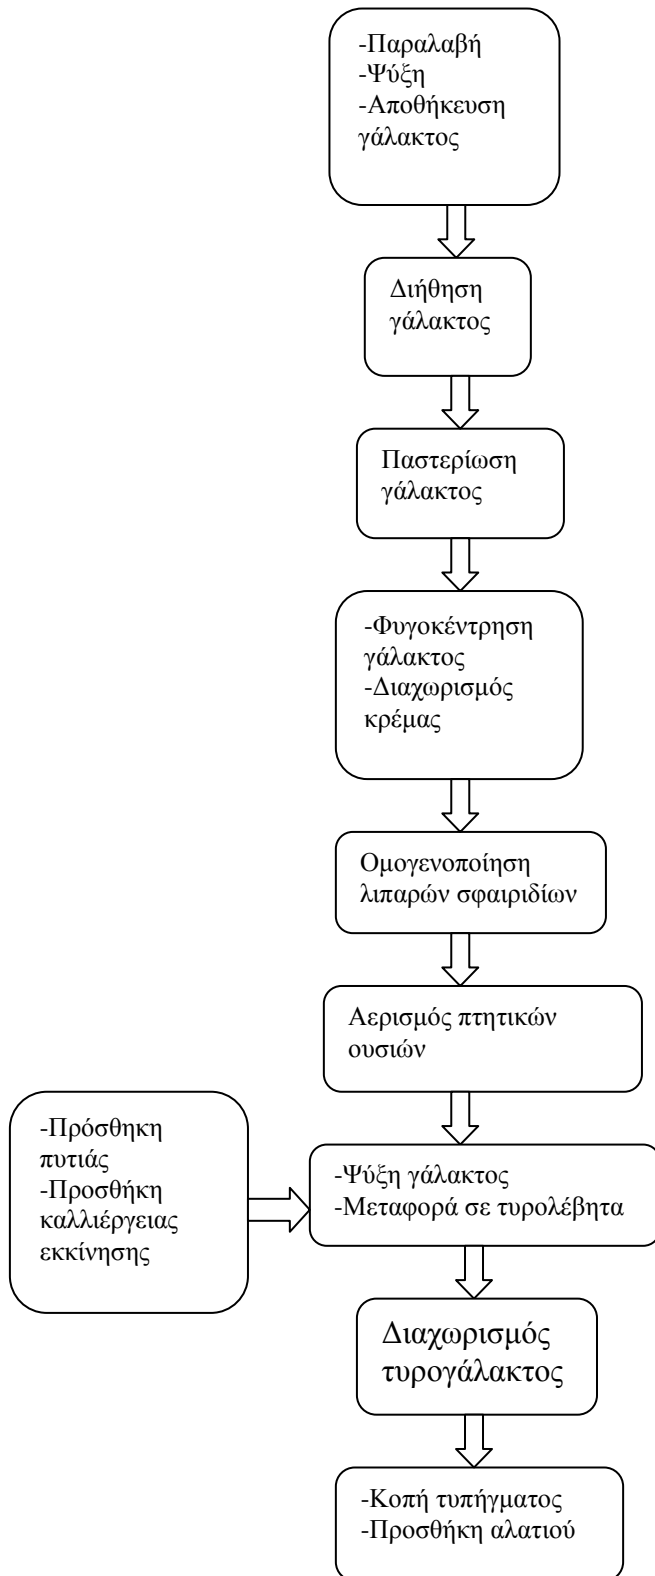 -Παραλαβή
-Ψύξη
-Αποθήκευση
γάλακτος
Διήθηση
γάλακτος
Παστερίωση
γάλακτος
-Φυγοκέντρηση
γάλακτος
-Διαχωρισμός
κρέμας
Ομογενοποίηση
λιπαρών σφαιριδίων
Αερισμός πτητικών
ουσιών
-Πρόσθηκη
πυτιάς
-Προσθήκη
καλλιέργειας
εκκίνησης
-Ψύξη γάλακτος
-Μεταφορά σε τυρολέβητα
Διαχωρισμός
τυρογάλακτος
-Κοπή τυπήγματος
-Προσθήκη αλατιού